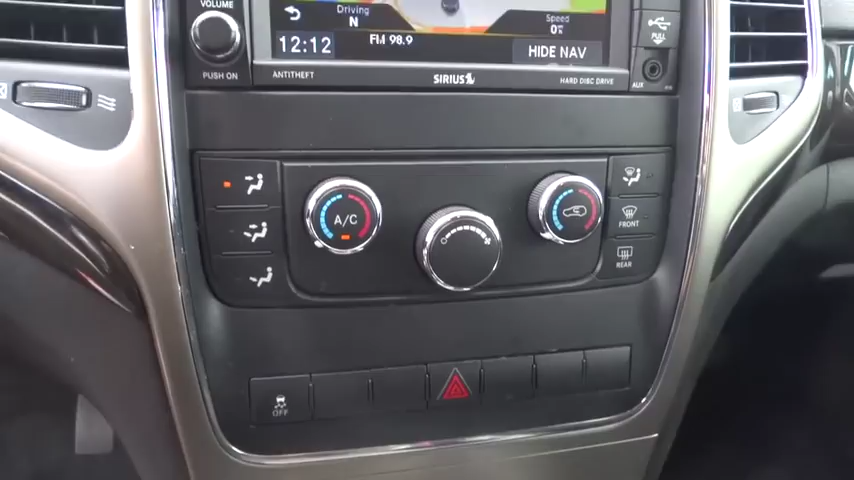 VOLUME
PUSH ON
Driving
N
Speed
0
12:12
FM 98.9
HIDE NAV
PULL
ANTITHEFT
SIRIUS
HARD DISC DRIVE
AUX
A/C
FRONT
REAR
OFF